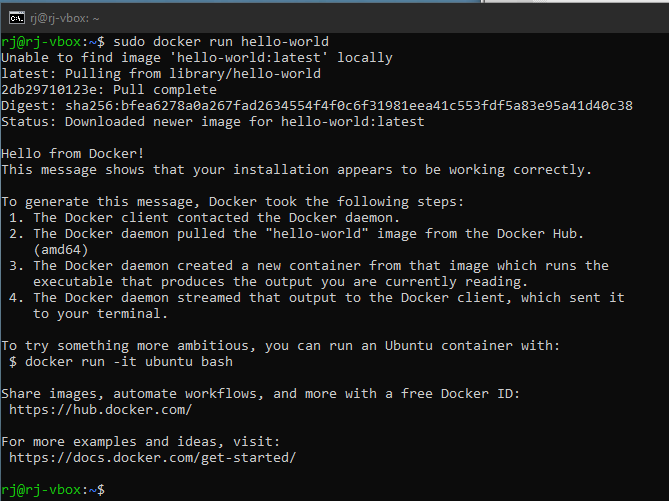 rj@rj-vbox: ~
rj@rj-vbox:~$ sudo docker run hello-world
Unable to find image 'hello-world:latest' locally
latest: Pulling from library/hello-world
2db29710123e: Pull complete
Digest: sha256:bfea6278a0a267fad2634554f4f0c6f31981eea41c553fdf5a83e95a41d40c38
Status: Downloaded newer image for hello-world:latest

Hello from Docker!
This message shows that your installation appears to be working correctly.

To generate this message, Docker took the following steps:
 1. The Docker client contacted the Docker daemon.
 2. The Docker daemon pulled the "hello-world" image from the Docker Hub.
    (amd64)
 3. The Docker daemon created a new container from that image which runs the
    executable that produces the output you are currently reading.
 4. The Docker daemon streamed that output to the Docker client, which sent it
    to your terminal.

To try something more ambitious, you can run an Ubuntu container with:
 $ docker run -it ubuntu bash

Share images, automate workflows, and more with a free Docker ID:
 https://hub.docker.com/

For more examples and ideas, visit:
 https://docs.docker.com/get-started/

rj@rj-vbox:~$